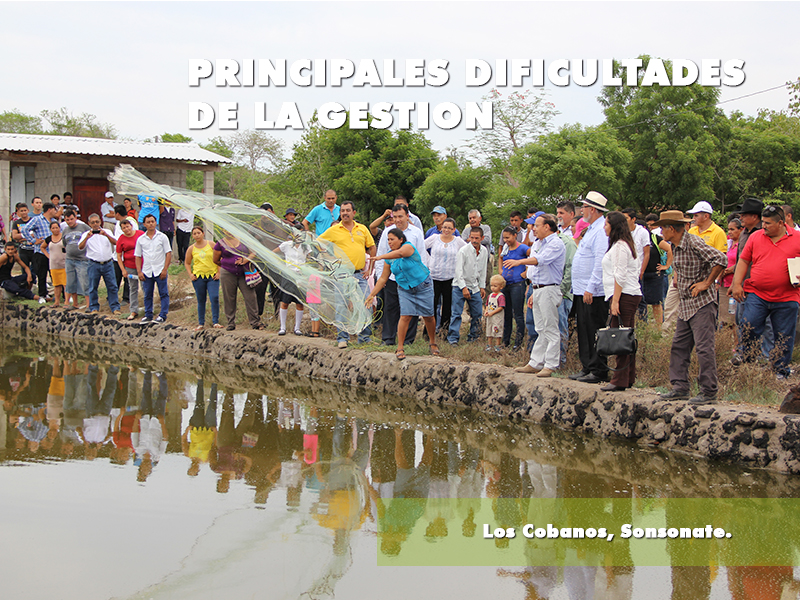 PRINCIPALES DIFICULTADES
DE LA GESTION
Los Cobanos, Sonsonate.